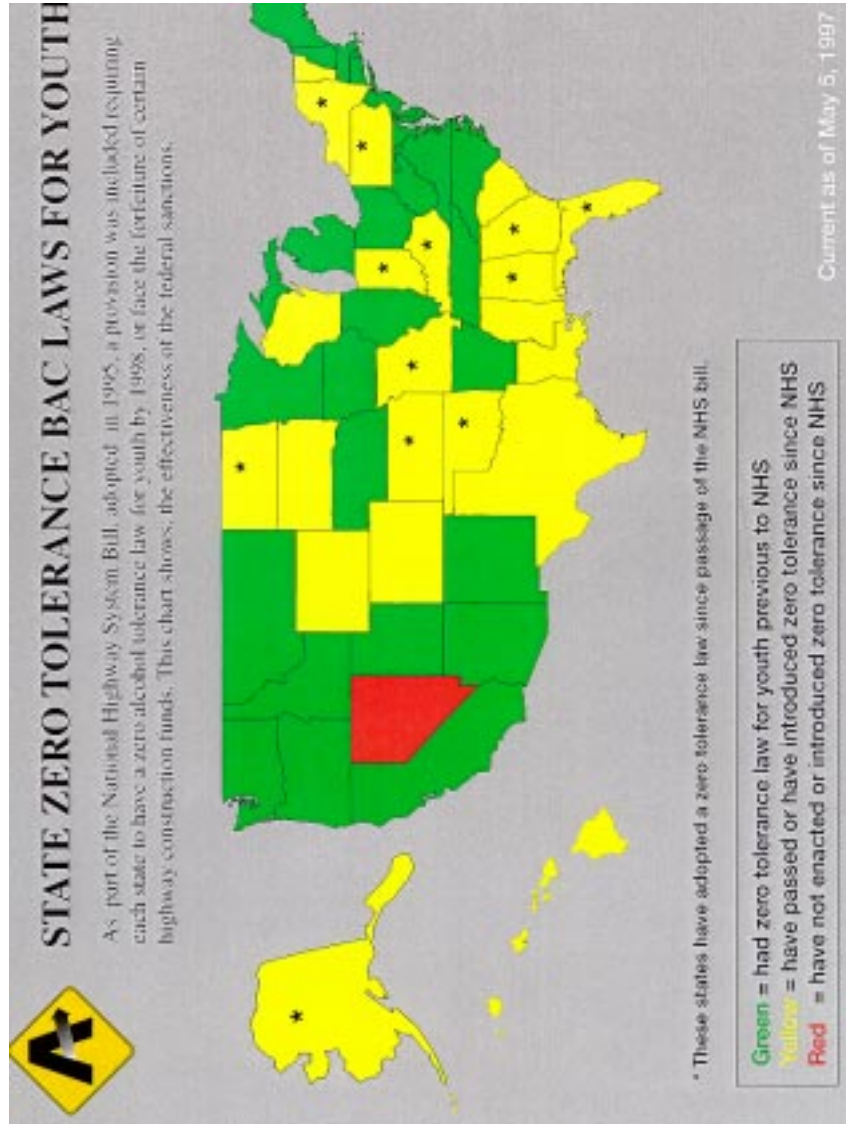 STATE ZERO TOLERANCE BAC LAWS FOR YOUTH
As part of the National Highway System Bill, adopted in 1995, a provision was included requiring
each state to have a zero alcohol tolerance law for youth by 1998, or face the forfeiture of certain
highway construction funds. This chart shows, the effectiveness of the federal sanctions.
* These states have adopted a zero tolerance law since passage of the NHS bill.
Green = had zero tolerance law for youth previous to NHS
Yellow = have passed or have introduced zero tolerance since NHS
Red = have not enacted or introduced zero tolerance since NHS
Current as of May 5, 1997